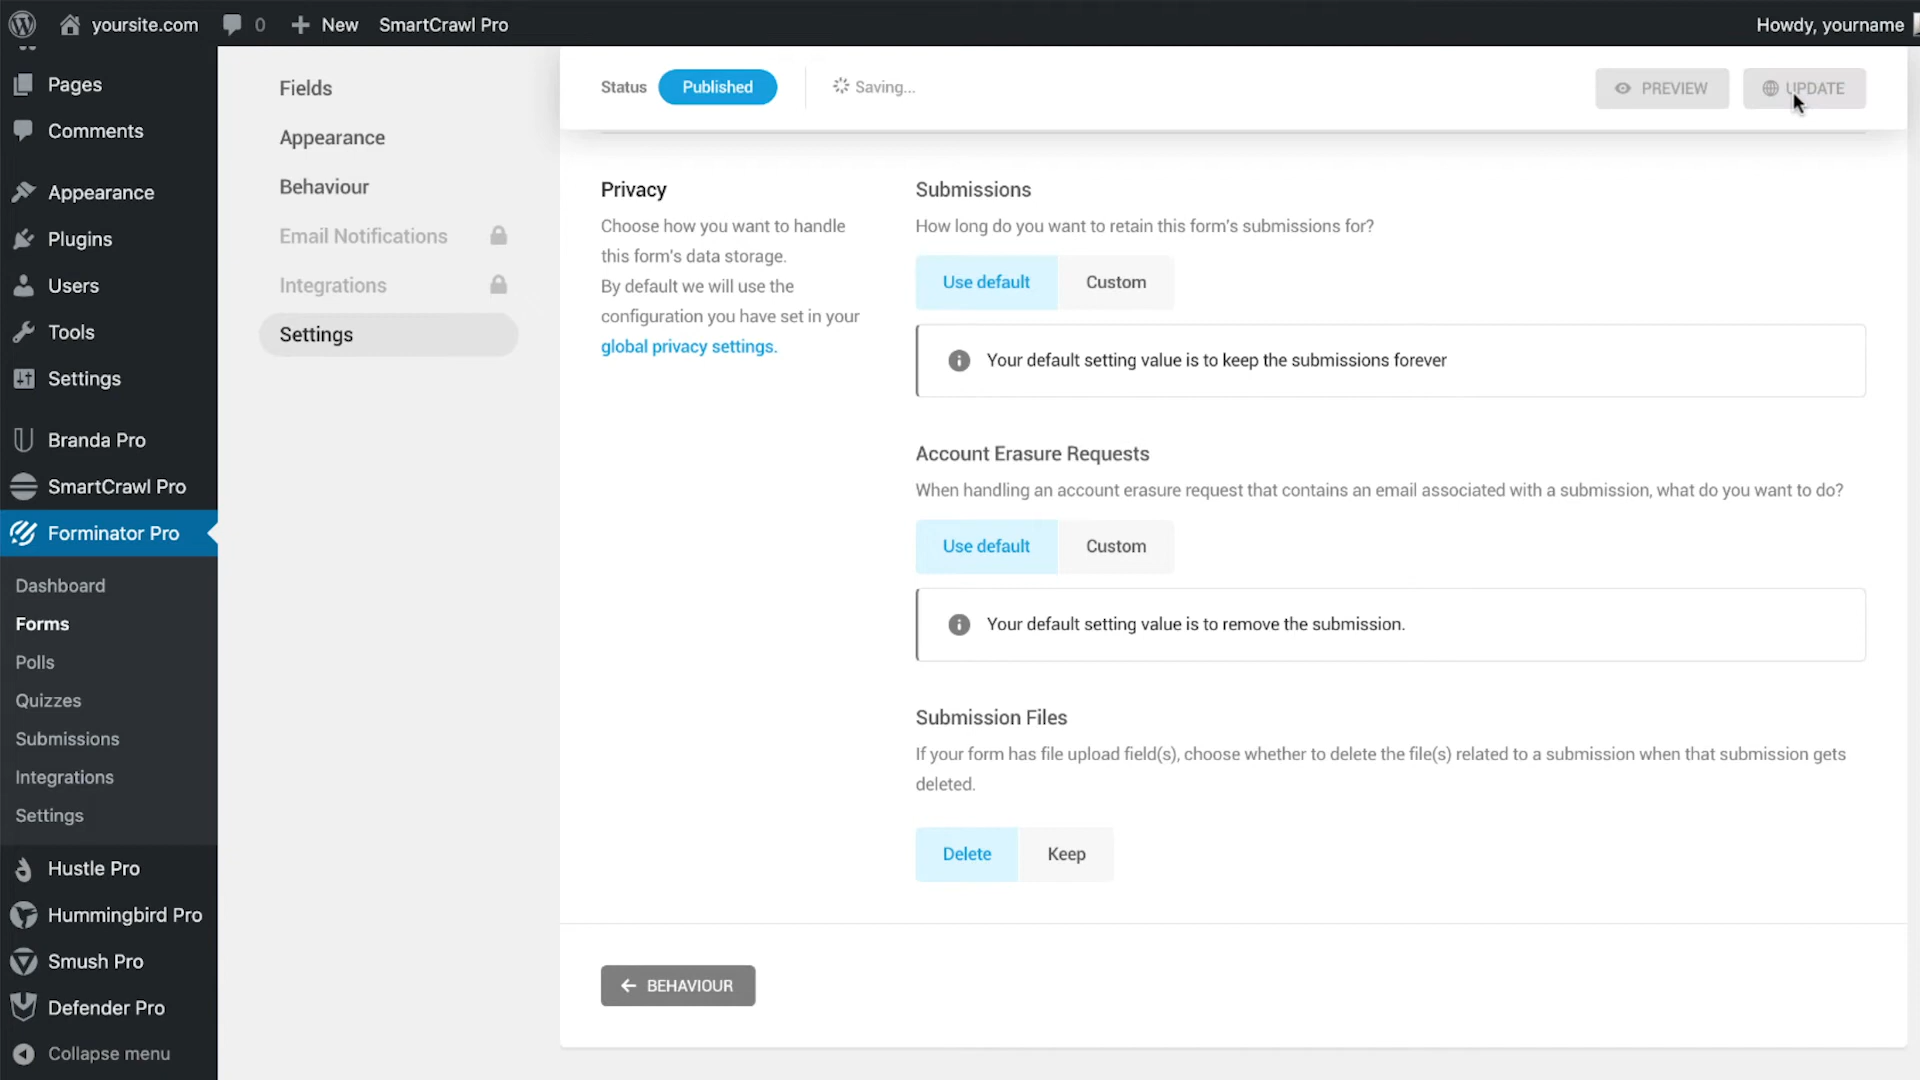 yoursite.com
0
New
SmartCrawl Pro
Howdy, yourname
Pages
Comments
Appearance
Plugins
Users
Tools
Settings
Branda Pro
SmartCrawl Pro
Forminator Pro
Dashboard
Forms
Polls
Quizzes
Submissions
Integrations
Settings
Hustle Pro
Hummingbird Pro
Smush Pro
Defender Pro
Collapse menu
Fields
Appearance
Behaviour
Email Notifications
Integrations
Settings
Status
Published
Saving...
PREVIEW
UPDATE
Privacy
Choose how you want to handle
this form's data storage.
By default we will use the
configuration you have set in your
global privacy settings.
Submissions
How long do you want to retain this form's submissions for?
Use default
Custom
Your default setting value is to keep the submissions forever
Account Erasure Requests
When handling an account erasure request that contains an email associated with a submission, what do you want to do?
Use default
Custom
Your default setting value is to remove the submission.
Submission Files
If your form has file upload field(s), choose whether to delete the file(s) related to a submission when that submission gets
deleted.
Delete
Keep
BEHAVIOUR